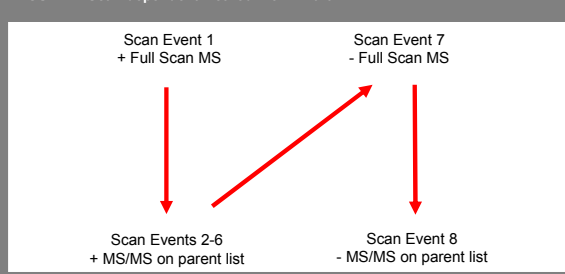 Scan Event 1
+ Full Scan MS
Scan Event 7
- Full Scan MS
Scan Events 2-6
+ MS/MS on parent list
Scan Event 8
- MS/MS on parent list